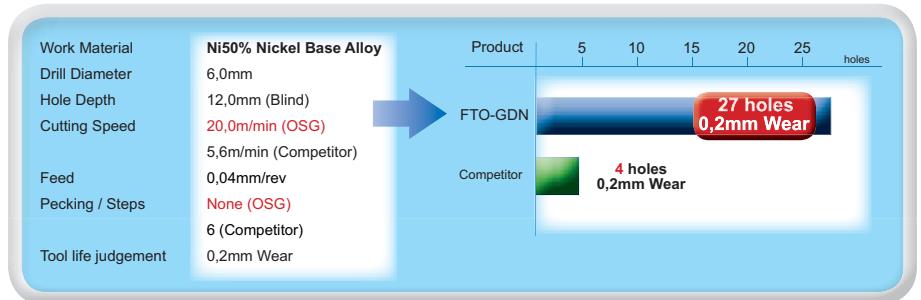 Work Material Ni50% Nickel Base Alloy
Drill Diameter 6,0mm
Hole Depth 12,0mm (Blind)
Cutting Speed 20,0m/min (OSG)
5,6m/min (Competitor)
Feed 0,04mm/rev
Pecking / Steps None (OSG)
6 (Competitor)
Tool life judgement 0,2mm Wear
Product 5 10 15 20 25
holes
FTO-GDN 27 holes
0,2mm Wear
Competitor 4 holes
0,2mm Wear